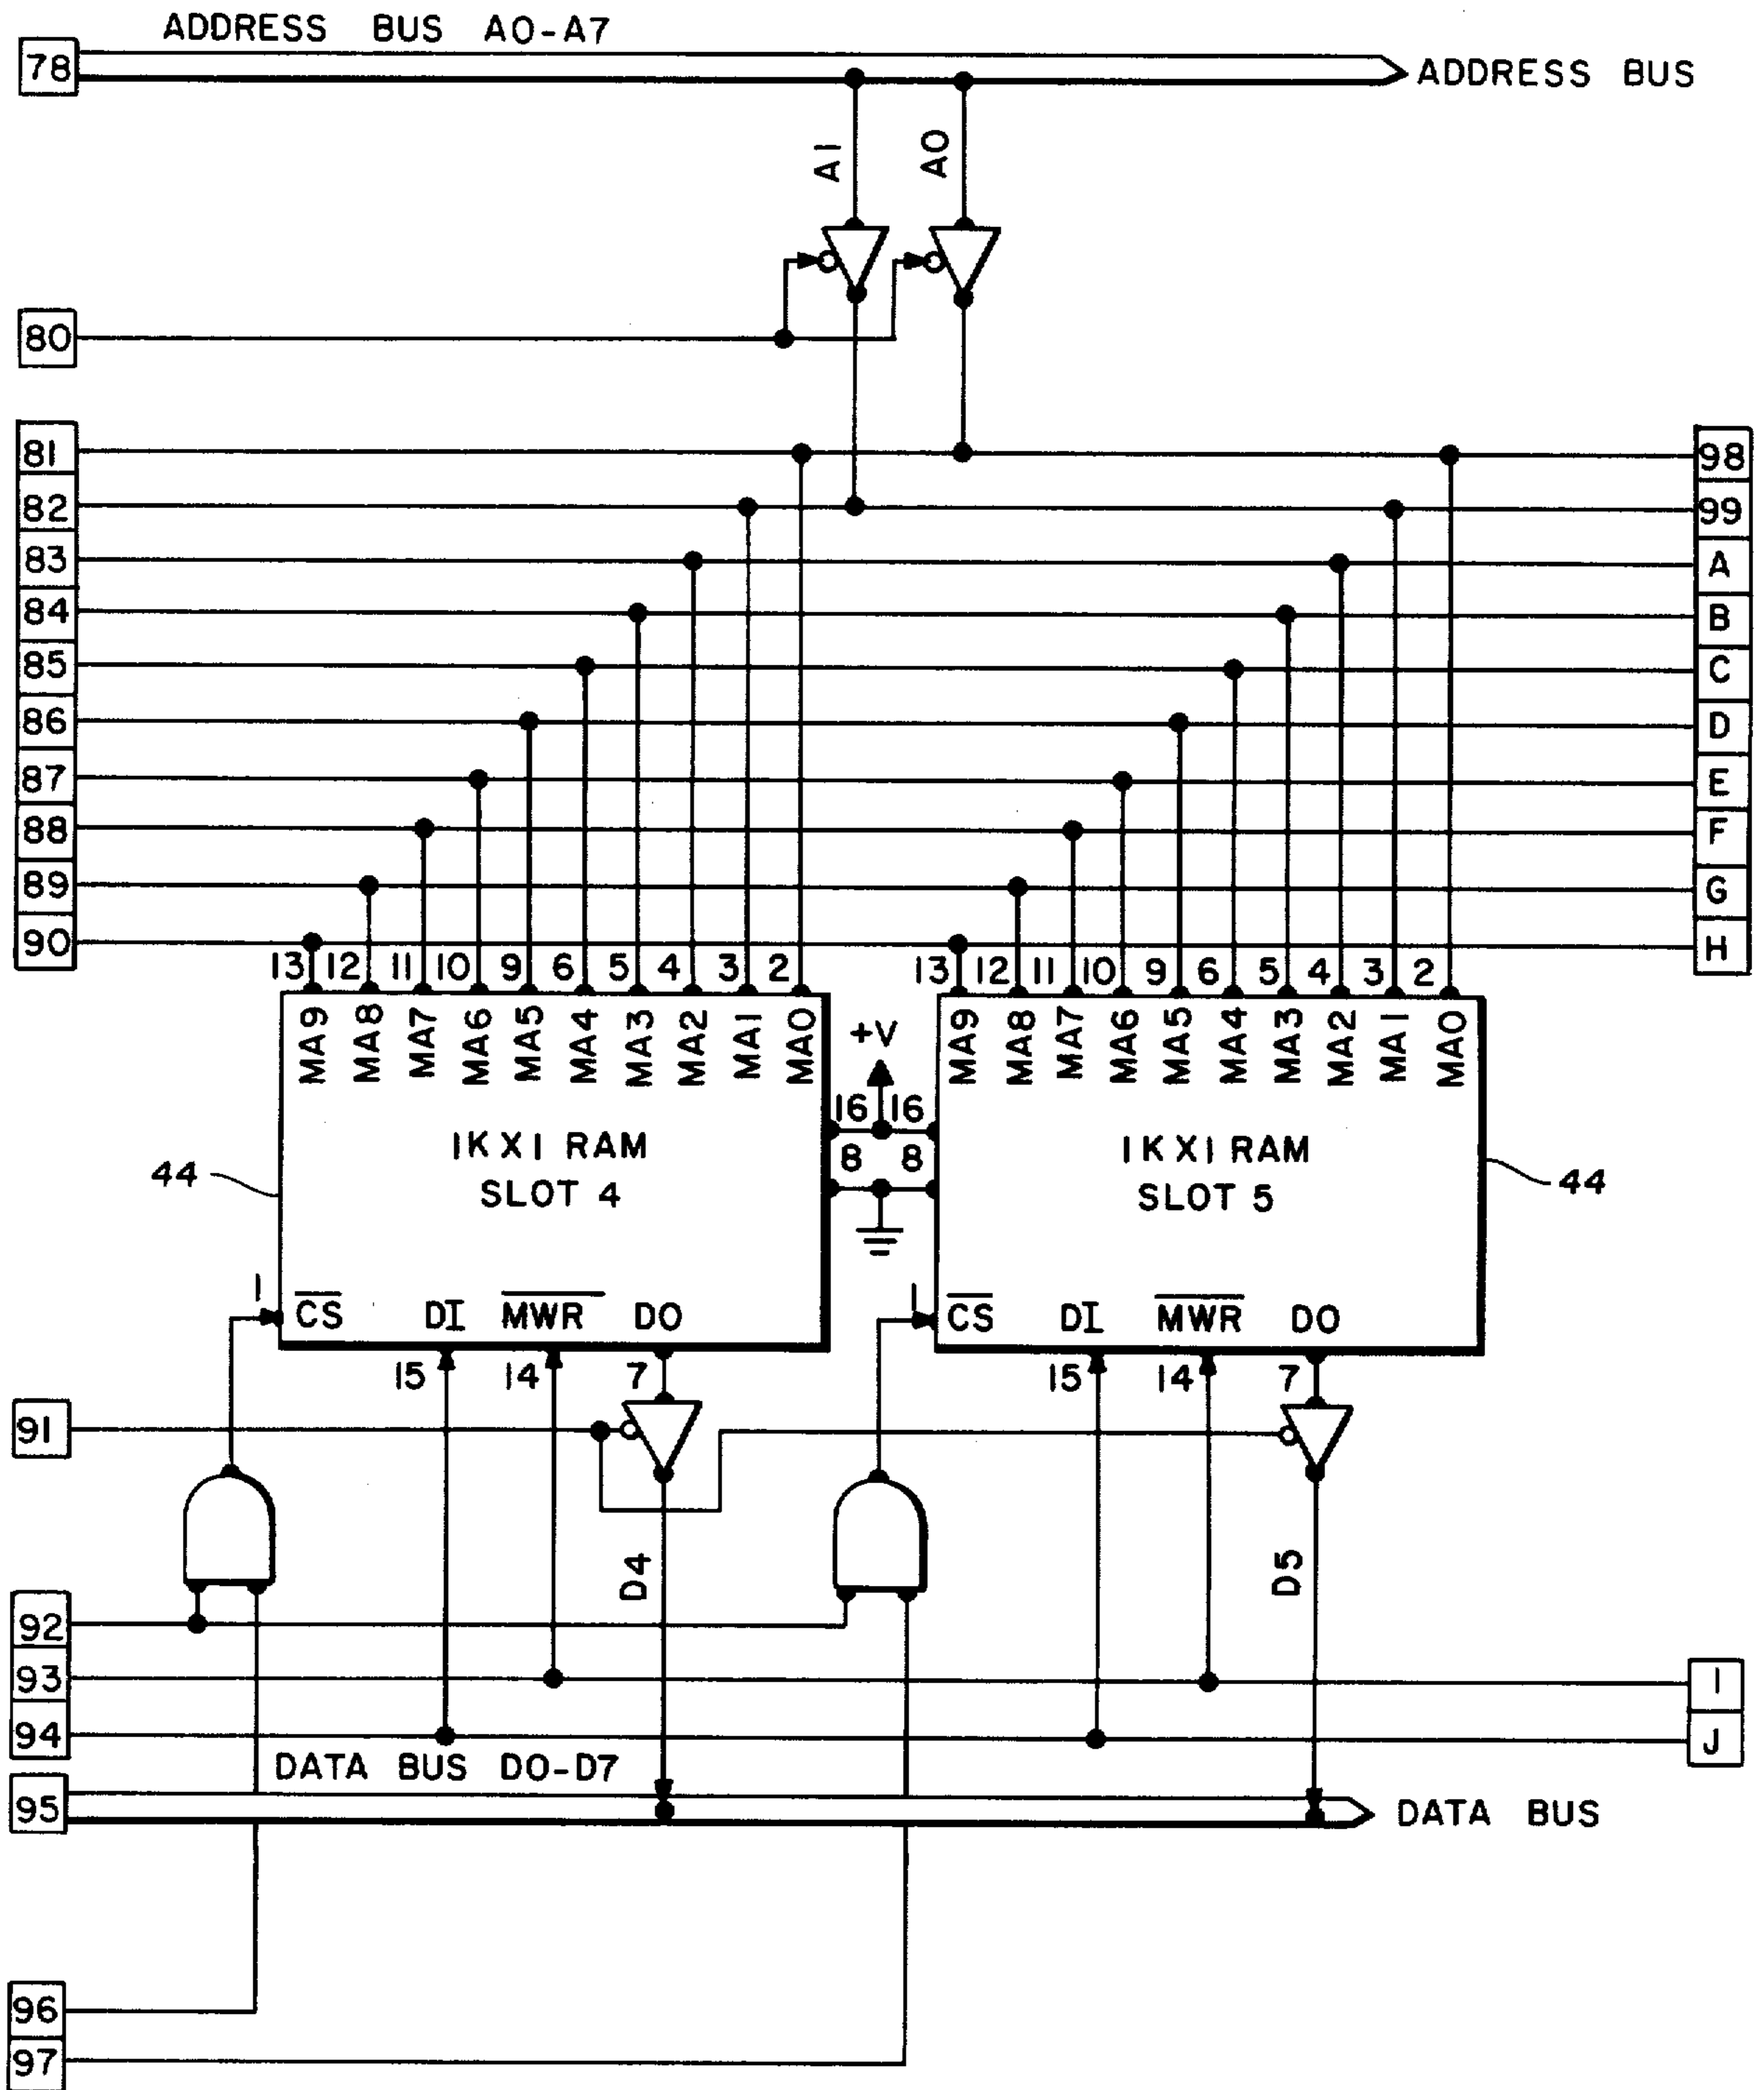 ADDRESS BUS A0-A7
78
ADDRESS BUS
A1
A0
80
81
98
82
99
83
A
84
B
85
C
86
D
87
E
88
F
89
G
90
H
13 12 11 10 9 6 5 4 3 2
13 12 11 10 9 6 5 4 3 2
MA9 MA8 MA7 MA6 MA5 MA4 MA3 MA2 MA1 MA0
+V
MA9 MA8 MA7 MA6 MA5 MA4 MA3 MA2 MA1 MA0
16 16
8 8
1K X 1 RAM
SLOT 4
44
1K X 1 RAM
SLOT 5
44
1
CS DI MWR DO
1
CS DI MWR DO
15 14 7
15 14 7
91
D4
D5
92
93
I
94
J
DATA BUS D0-D7
95
DATA BUS
96
97